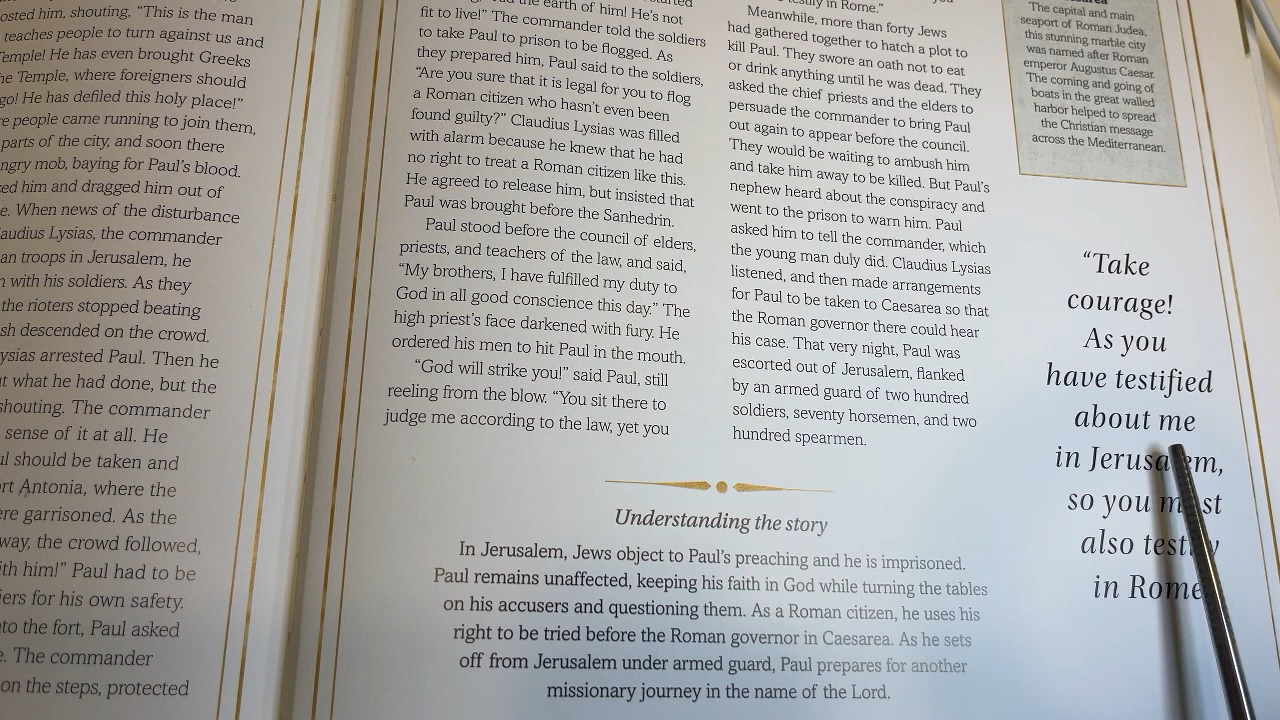 osted him, shouting, “This is the man
teaches people to turn against us and
Temple! He has even brought Greeks
he Temple, where foreigners should
go! He has defiled this holy place!”
e people came running to join them,
parts of the city, and soon there
ngry mob, baying for Paul’s blood.
ed him and dragged him out of
e. When news of the disturbance
laudius Lysias, the commander
an troops in Jerusalem, he
n with his soldiers. As they
the rioters stopped beating
sh descended on the crowd.
ysias arrested Paul. Then he
t what he had done, but the
shouting. The commander
sense of it at all. He
ul should be taken and
rt Antonia, where the
ere garrisoned. As the
way, the crowd followed,
ith him!” Paul had to be
iers for his own safety.
to the fort, Paul asked
e. The commander
on the steps, protected
the earth of him! He’s not
fit to live!” The commander told the soldiers
to take Paul to prison to be flogged. As
they prepared him, Paul said to the soldiers,
“Are you sure that it is legal for you to flog
a Roman citizen who hasn’t even been
found guilty?” Claudius Lysias was filled
with alarm because he knew that he had
no right to treat a Roman citizen like this.
He agreed to release him, but insisted that
Paul was brought before the Sanhedrin.
Paul stood before the council of elders,
priests, and teachers of the law, and said,
“My brothers, I have fulfilled my duty to
God in all good conscience this day.” The
high priest’s face darkened with fury. He
ordered his men to hit Paul in the mouth.
“God will strike you!” said Paul, still
reeling from the blow. “You sit there to
judge me according to the law, yet you
testify in Rome.”
Meanwhile, more than forty Jews
had gathered together to hatch a plot to
kill Paul. They swore an oath not to eat
or drink anything until he was dead. They
asked the chief priests and the elders to
persuade the commander to bring Paul
out again to appear before the council.
They would be waiting to ambush him
and take him away to be killed. But Paul’s
nephew heard about the conspiracy and
went to the prison to warn him. Paul
asked him to tell the commander, which
the young man duly did. Claudius Lysias
listened, and then made arrangements
for Paul to be taken to Caesarea so that
the Roman governor there could hear
his case. That very night, Paul was
escorted out of Jerusalem, flanked
by an armed guard of two hundred
soldiers, seventy horsemen, and two
hundred spearmen.
The capital and main
seaport of Roman Judea,
this stunning marble city
was named after Roman
emperor Augustus Caesar.
The coming and going of
boats in the great walled
harbor helped to spread
the Christian message
across the Mediterranean.
“Take
courage!
As you
have testified
about me
in Jerusalem,
so you must
also testify
in Rome
Understanding the story
In Jerusalem, Jews object to Paul’s preaching and he is imprisoned.
Paul remains unaffected, keeping his faith in God while turning the tables
on his accusers and questioning them. As a Roman citizen, he uses his
right to be tried before the Roman governor in Caesarea. As he sets
off from Jerusalem under armed guard, Paul prepares for another
missionary journey in the name of the Lord.